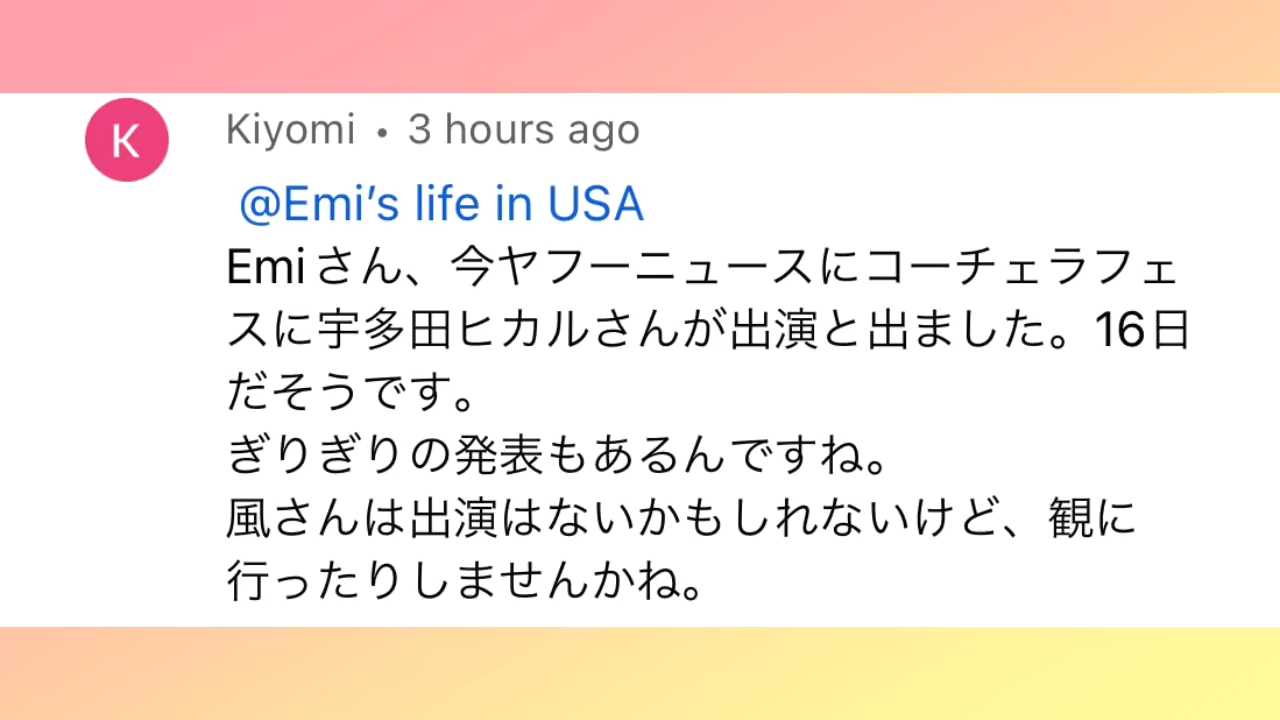 K
Kiyomi • 3 hours ago
@Emi’s life in USA
Emiさん、今ヤフーニュースにコーチェラフェ
スに宇多田ヒカルさんが出演と出ました。16日
だそうです。
ぎりぎりの発表もあるんですね。
風さんは出演はないかもしれないけど、観に
行ったりしませんかね。